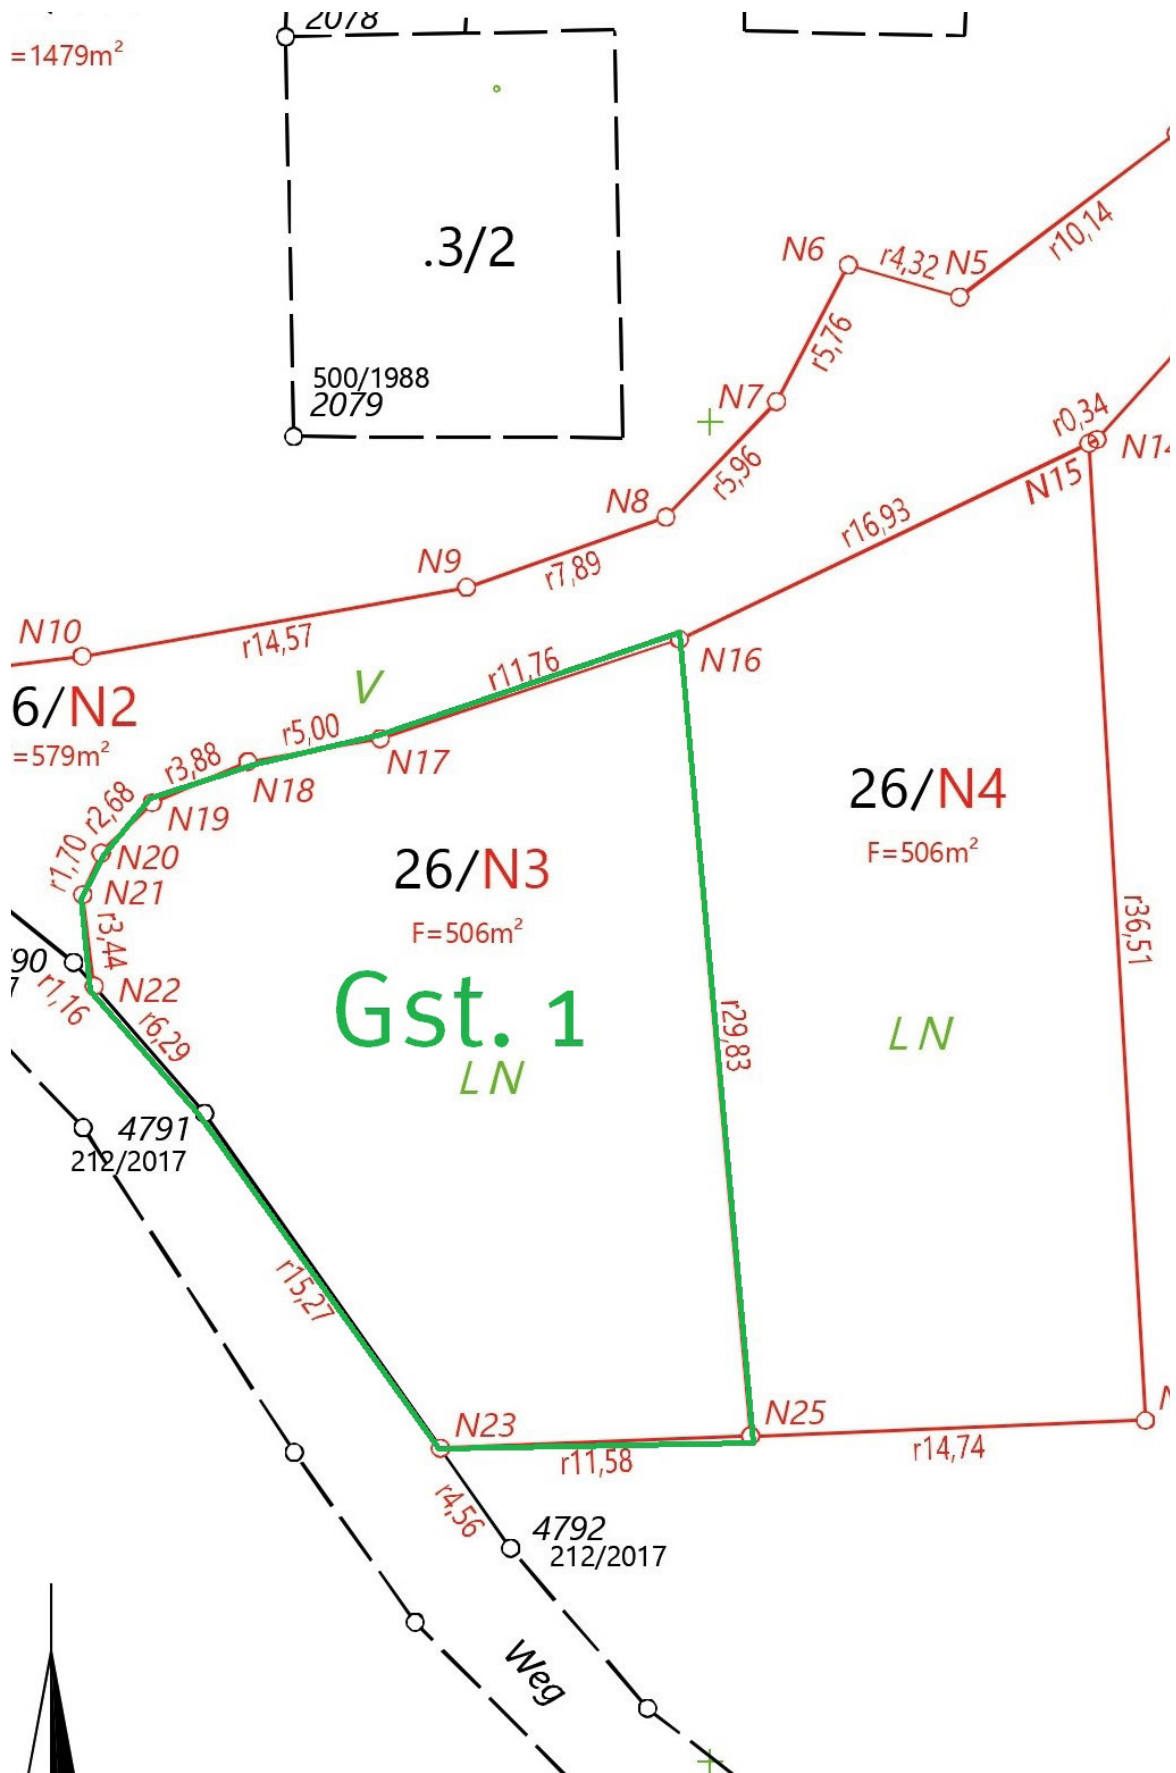 2078
=1479m²
.3/2
N6
r4,32
N5
r10,14
r5,76
500/1988
2079
N7
r0,34
N15
r5,96
N8
r16,93
N9
r7,89
N10
r14,57
N16
r11,76
V
6/N2
=579m²
r5,00
N17
r3,88
N18
r2,68
N19
26/N4
F=506m²
r1,70
N20
N21
26/N3
F=506m²
r3,44
r36,51
N22
r1,16
r6,29
Gst. 1
r29,83
LN
LN
4791
212/2017
r15,27
N23
N25
r11,58
r14,74
r4,56
4792
212/2017
Weg